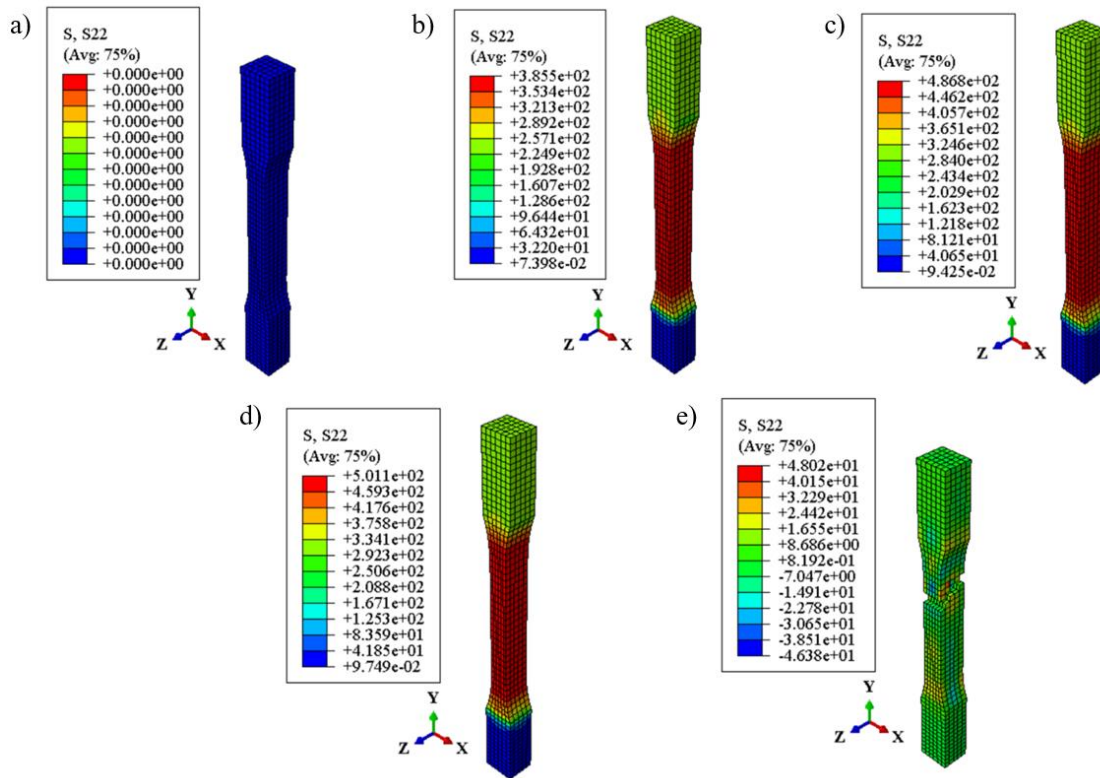 a)
S, S22
(Avg: 75%)
+0.000e+00
+0.000e+00
+0.000e+00
+0.000e+00
+0.000e+00
+0.000e+00
+0.000e+00
+0.000e+00
+0.000e+00
+0.000e+00
+0.000e+00
+0.000e+00
+0.000e+00
Y
Z
X
b)
S, S22
(Avg: 75%)
+3.855e+02
+3.534e+02
+3.213e+02
+2.892e+02
+2.571e+02
+2.249e+02
+1.928e+02
+1.607e+02
+1.286e+02
+9.644e+01
+6.432e+01
+3.220e+01
+7.398e-02
Y
Z
X
c)
S, S22
(Avg: 75%)
+4.868e+02
+4.462e+02
+4.057e+02
+3.651e+02
+3.246e+02
+2.840e+02
+2.434e+02
+2.029e+02
+1.623e+02
+1.218e+02
+8.121e+01
+4.065e+01
+9.425e-02
Y
Z
X
d)
S, S22
(Avg: 75%)
+5.011e+02
+4.593e+02
+4.176e+02
+3.758e+02
+3.341e+02
+2.923e+02
+2.506e+02
+2.088e+02
+1.671e+02
+1.253e+02
+8.359e+01
+4.185e+01
+9.749e-02
Y
Z
X
e)
S, S22
(Avg: 75%)
+4.802e+01
+4.015e+01
+3.229e+01
+2.442e+01
+1.655e+01
+8.686e+00
+8.192e-01
-7.047e+00
-1.491e+01
-2.278e+01
-3.065e+01
-3.851e+01
-4.638e+01
Y
Z
X